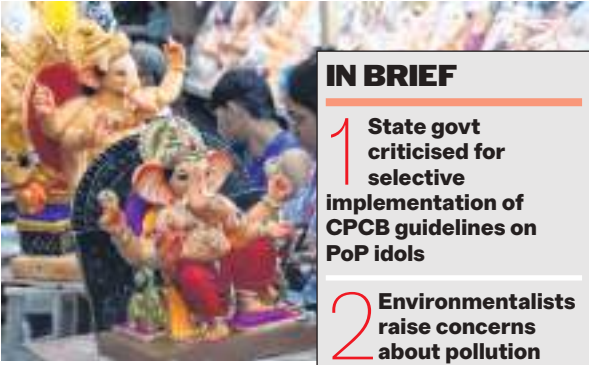 IN BRIEF
1 State govt
criticised for
selective
implementation of
CPCB guidelines on
PoP idols
2 Environmentalists
raise concerns
about pollution